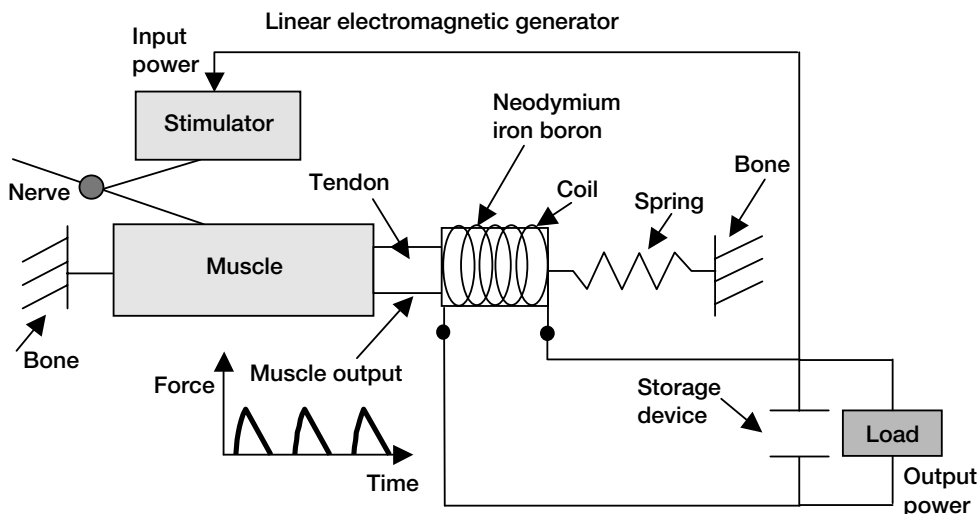 Linear electromagnetic generator
Input
power
Stimulator
Neodymium
iron boron
Nerve
Tendon
Coil
Spring
Bone
Muscle
Bone
Muscle output
Force
Time
Storage
device
Load
Output
power